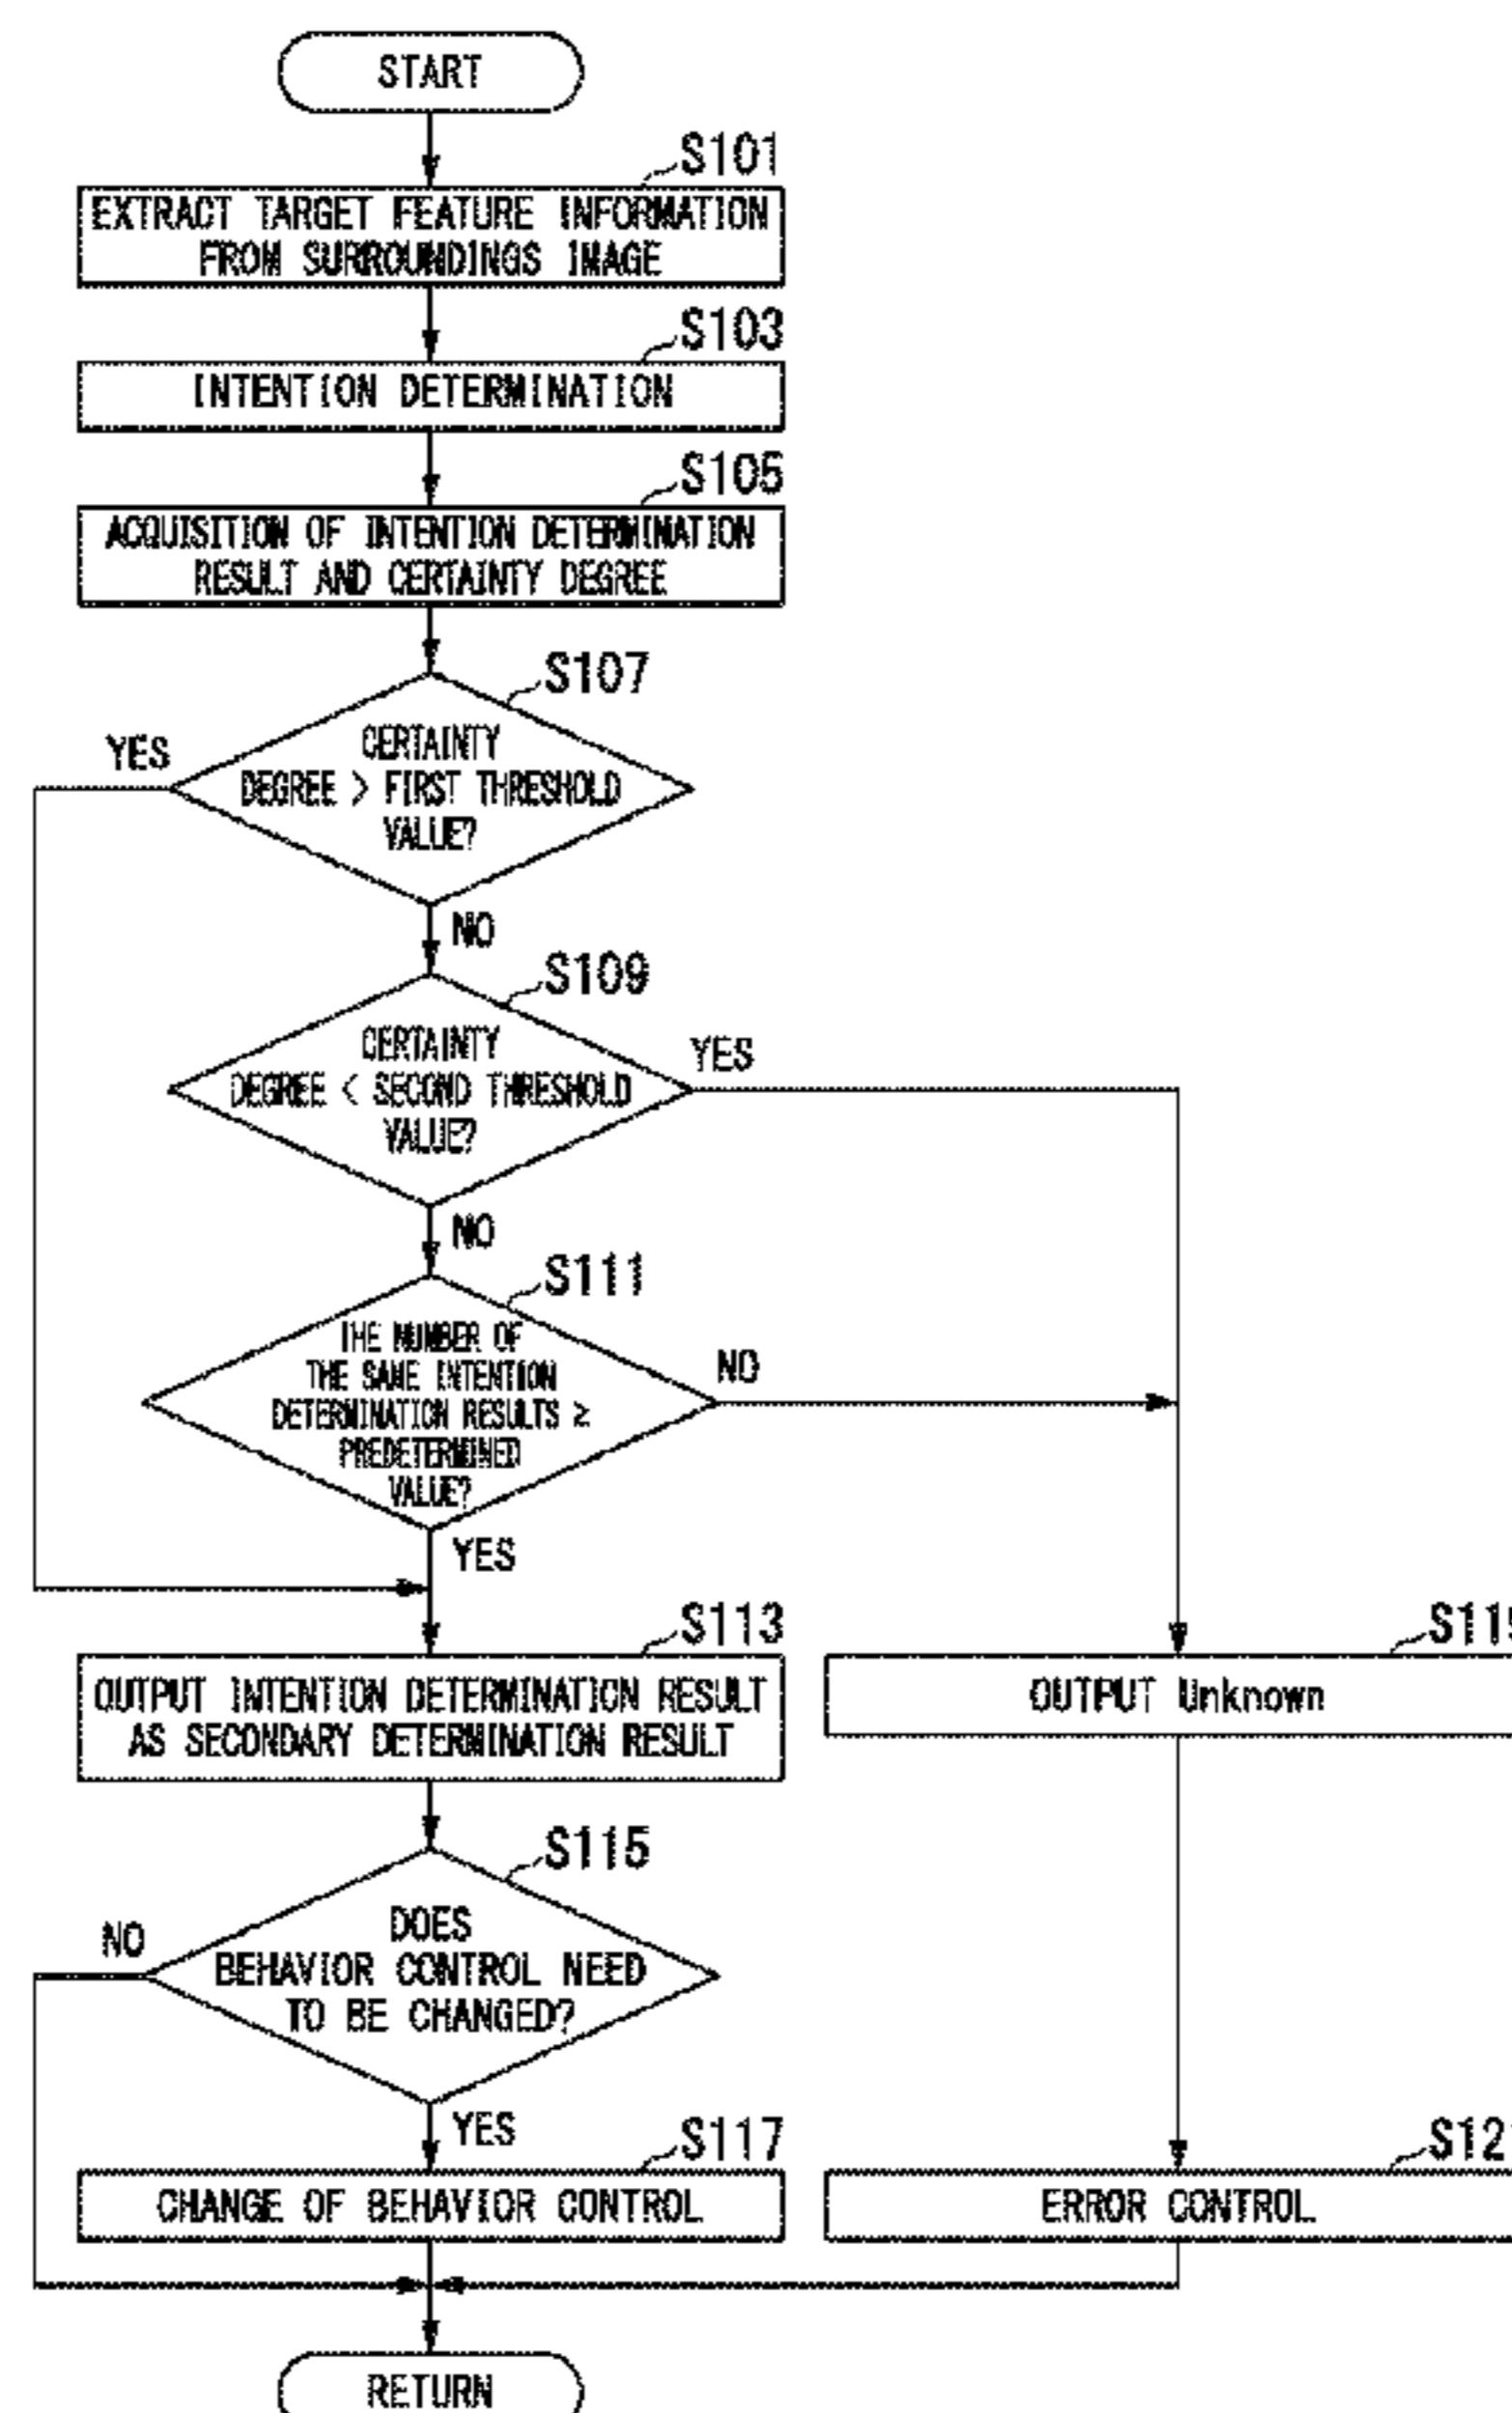 START
S101
EXTRACT TARGET FEATURE INFORMATION
FROM SURROUNDINGS IMAGE
S103
INTENTION DETERMINATION
S105
ACQUISITION OF INTENTION DETERMINATION
RESULT AND CERTAINTY DEGREE
S107
CERTAINTY
DEGREE > FIRST THRESHOLD
VALUE?
YES
NO
S109
CERTAINTY
DEGREE < SECOND THRESHOLD
VALUE?
YES
NO
S111
THE NUMBER OF
THE SAME INTENTION
DETERMINATION RESULTS ≥
PREDETERMINED
VALUE?
NO
YES
S113
OUTPUT INTENTION DETERMINATION RESULT
AS SECONDARY DETERMINATION RESULT
OUTPUT Unknown
S115
DOES
BEHAVIOR CONTROL NEED
TO BE CHANGED?
NO
YES
S117
CHANGE OF BEHAVIOR CONTROL
ERROR CONTROL
RETURN